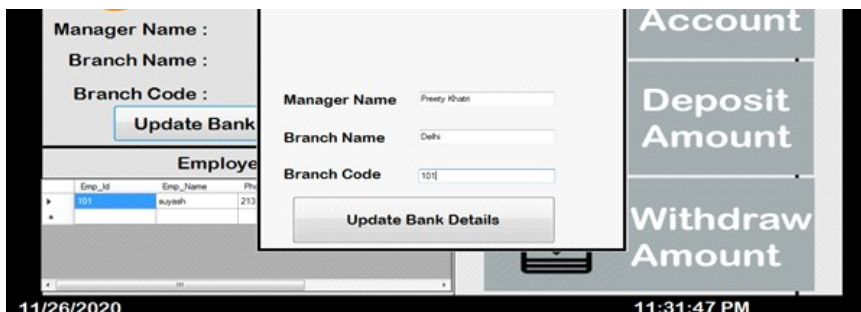 Account
Manager Name :
Branch Name :
Branch Code :
Update Bank
Manager Name Preety Khatri
Branch Name Delhi
Branch Code 101
Update Bank Details
Deposit
Amount
Employe
Emp_Id Emp_Name Pho
101 suyash 213
Withdraw
Amount
11/26/2020 11:31:47 PM